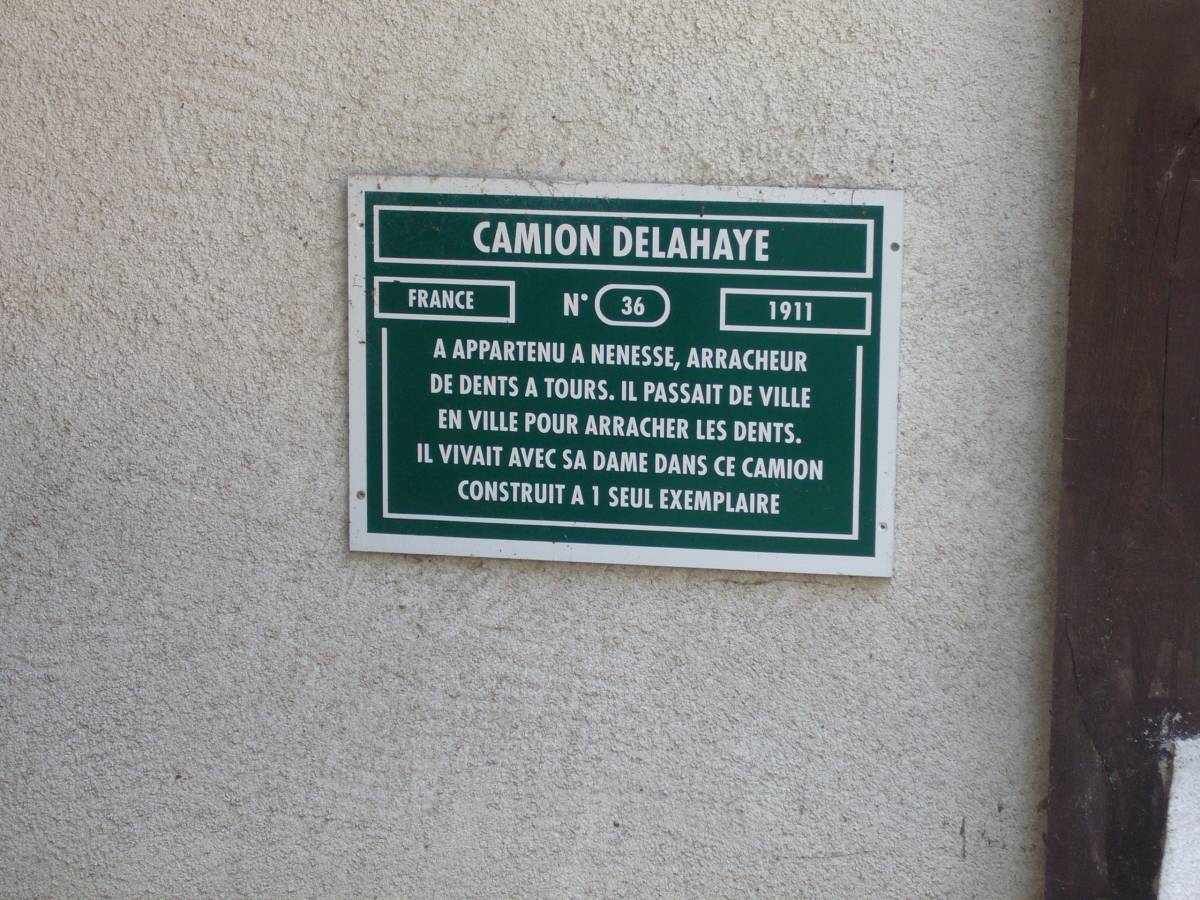 CAMION DELAHAYE
FRANCE N° 36 1911
A APPARTENU A NENESSE, ARRACHEUR
DE DENTS A TOURS. IL PASSAIT DE VILLE
EN VILLE POUR ARRACHER LES DENTS.
IL VIVAIT AVEC SA DAME DANS CE CAMION
CONSTRUIT A 1 SEUL EXEMPLAIRE